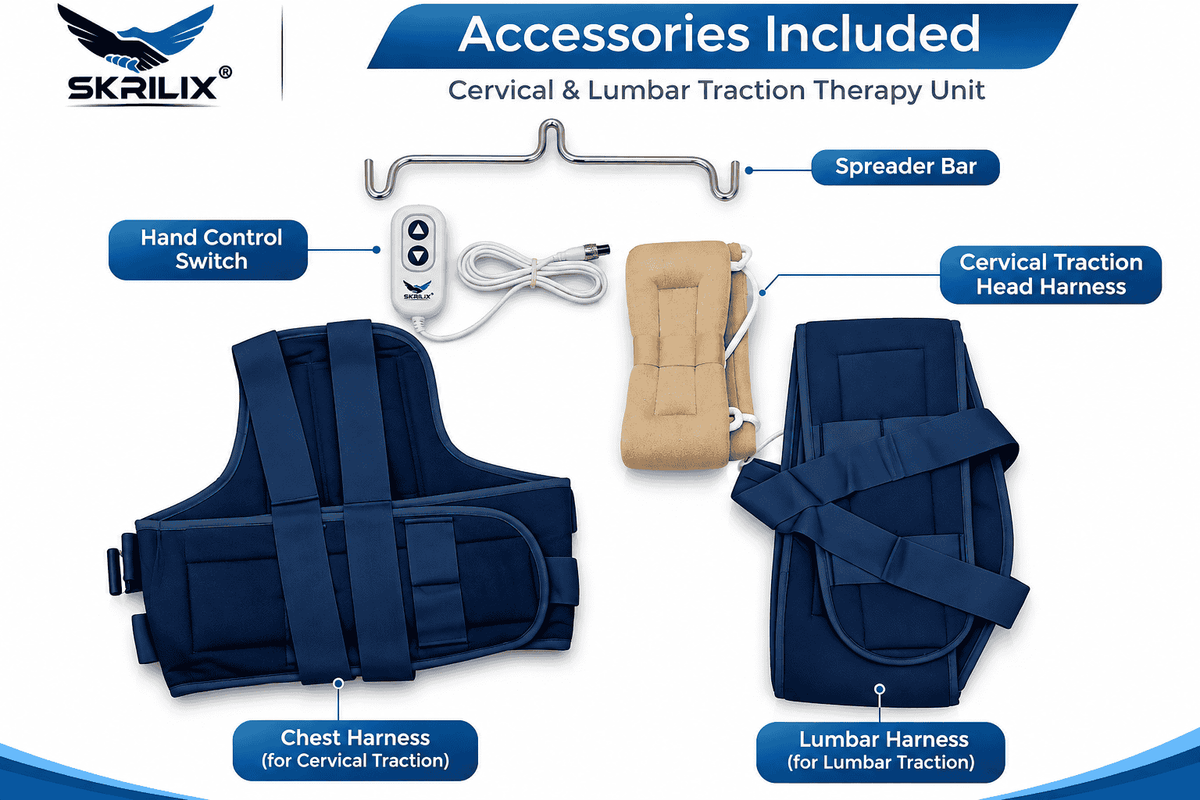 SKRILIX®
Accessories Included
Cervical & Lumbar Traction Therapy Unit
Spreader Bar
Hand Control
Switch
Cervical Traction
Head Harness
SKRILIX
Chest Harness
(for Cervical Traction)
Lumbar Harness
(for Lumbar Traction)